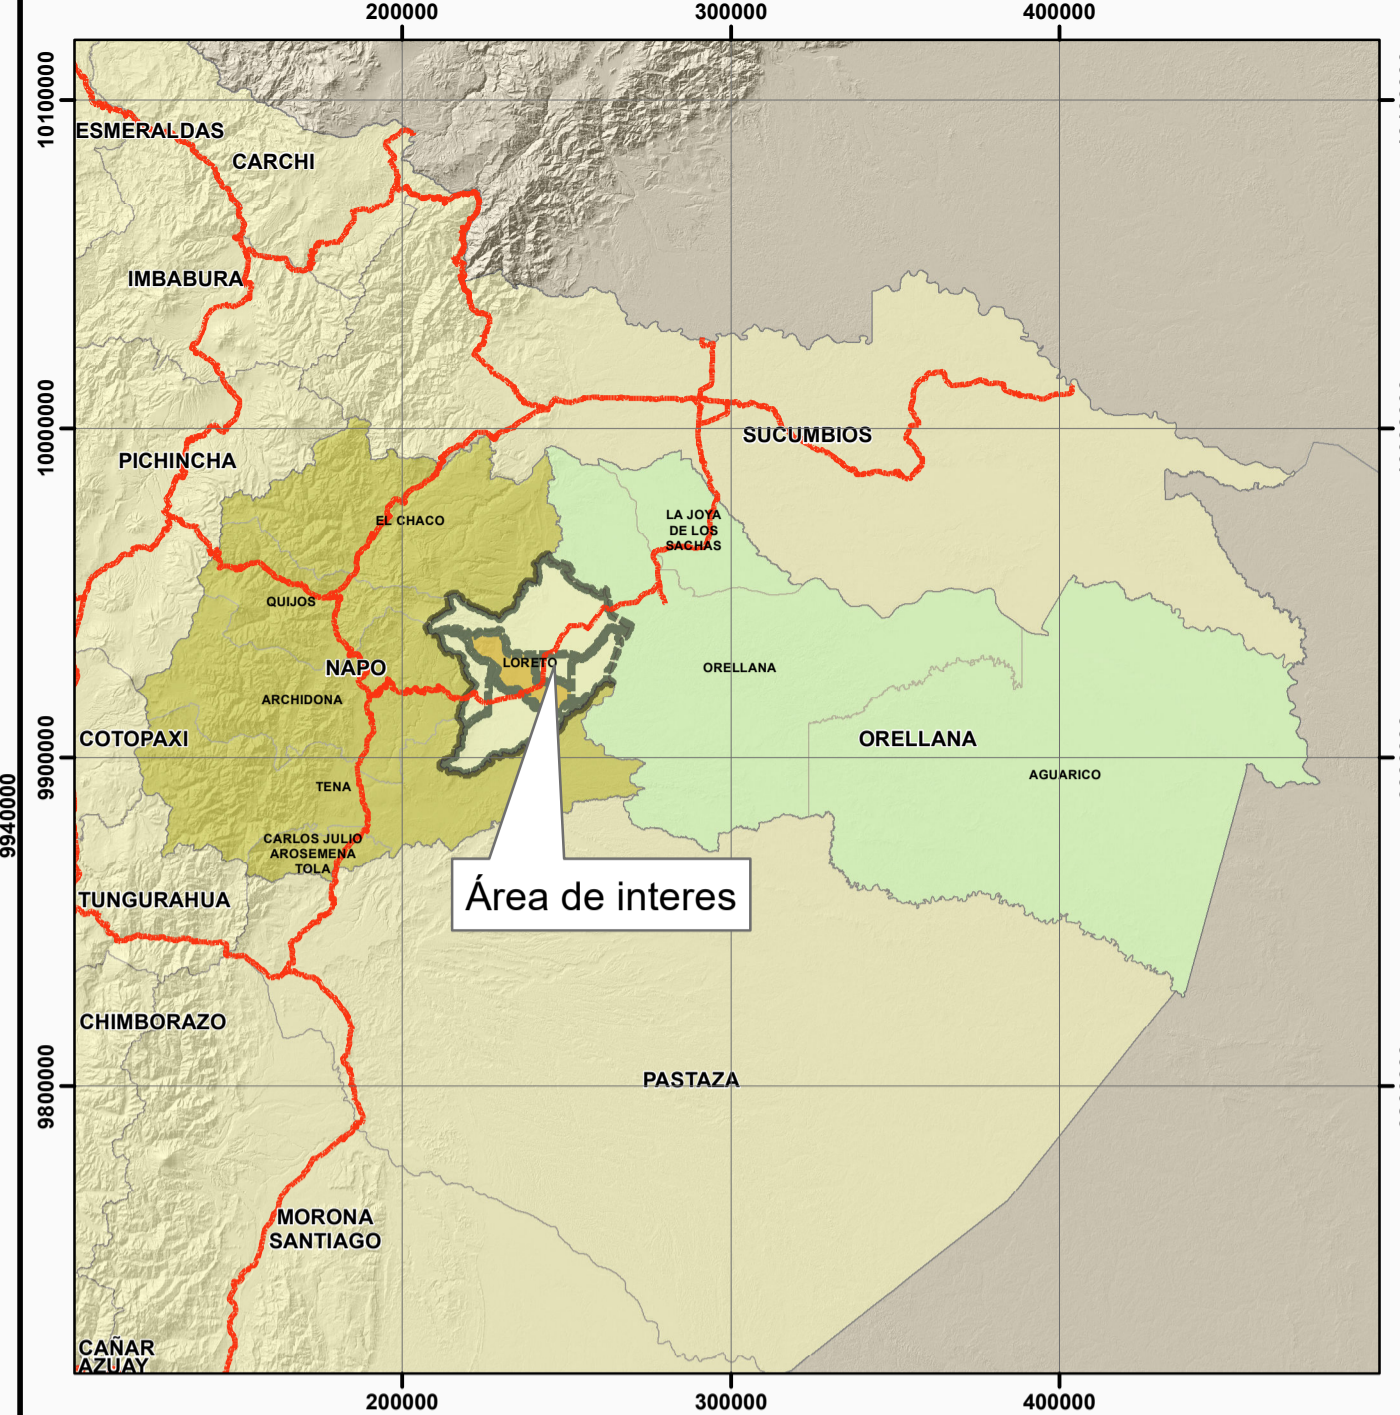 200000
300000
400000
10100000
ESMERALDAS
CARCHI
IMBABURA
10000000
SUCUMBIOS
PICHINCHA
EL CHACO
LA JOYA
DE LOS
SACHAS
QUIJOS
LORETO
NAPO
ORELLANA
ARCHIDONA
COTOPAXI
ORELLANA
9900000
AGUARICO
TENA
9940000
CARLOS JULIO
AROSEMENA
TOLA
Área de interes
TUNGURAHUA
CHIMBORAZO
9800000
PASTAZA
MORONA
SANTIAGO
CAÑAR
AZUAY
200000
300000
400000